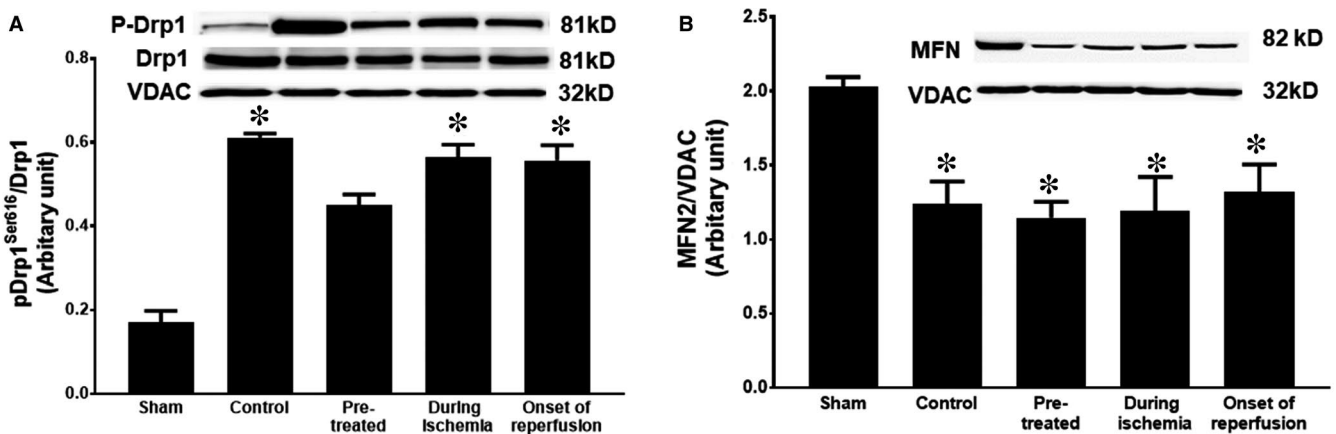 A
P-Drp1
81kD
Drp1
81kD
VDAC
32kD
0.8
0.6
0.4
0.2
0.0
pDrp1^Ser616/Drp1
(Arbitary unit)
*
*
*
Sham
Control
Pre-
treated
During
Ischemia
Onset of
reperfusion
B
MFN
82 kD
VDAC
32kD
2.5
2.0
1.5
1.0
0.5
0.0
MFN2/VDAC
(Arbitary unit)
*
*
*
*
Sham
Control
Pre-
treated
During
ischemia
Onset of
reperfusion